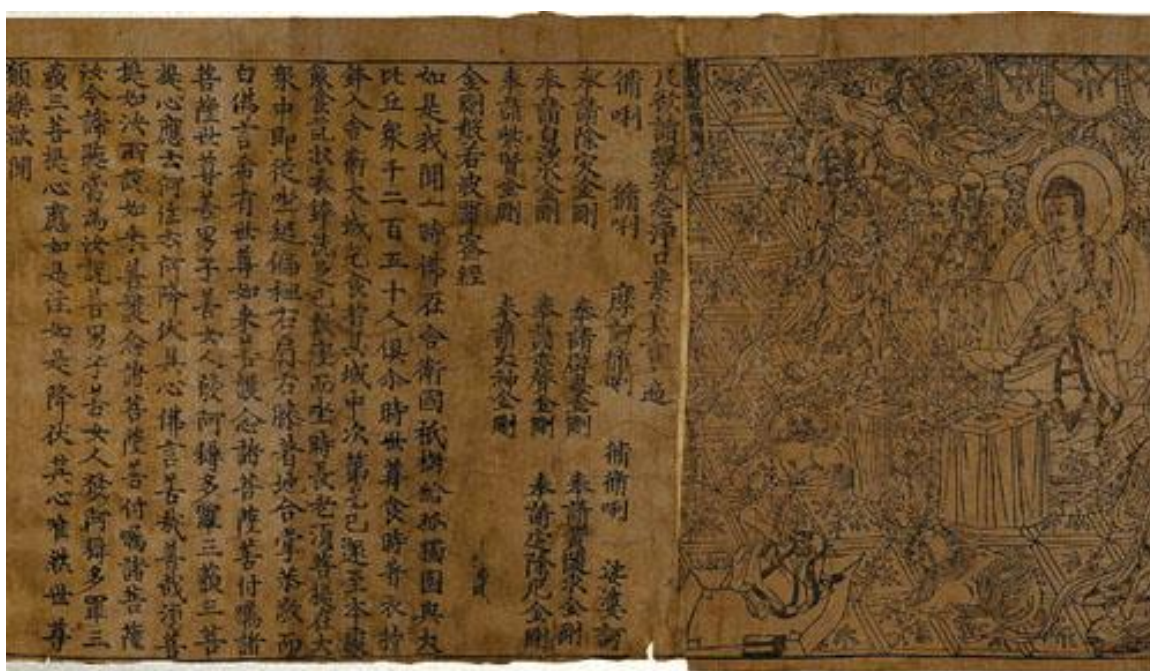 凡欲讀經先念淨口業真言一遍
脩唎 脩唎 摩訶脩唎 脩脩唎 娑婆訶
奉請除災金剛 奉請辟毒金剛 奉請黃隨求金剛
奉請白淨水金剛 奉請赤聲金剛 奉請定除厄金剛
奉請紫賢金剛 奉請大神金剛
金剛般若波羅蜜經
如是我聞一時佛在舍衛國祇樹給孤獨園與大
比丘衆千二百五十人俱尒時世尊食時著衣持
鉢入舍衛大城乞食於其城中次第乞已還至本處
飯食訖收衣鉢洗足已敷座而坐時長老須菩提在大
衆中即從坐起偏袒右肩右膝著地合掌恭敬而
白佛言希有世尊如來善護念諸菩薩善付囑諸
菩薩世尊善男子善女人發阿耨多羅三藐三菩
提心應云何住云何降伏其心佛言善哉善哉須菩
提如汝所說如來善護念諸菩薩善付囑諸菩薩
汝今諦聽當為汝說善男子善女人發阿耨多羅三
藐三菩提心應如是住如是降伏其心唯然世尊
願樂欲聞